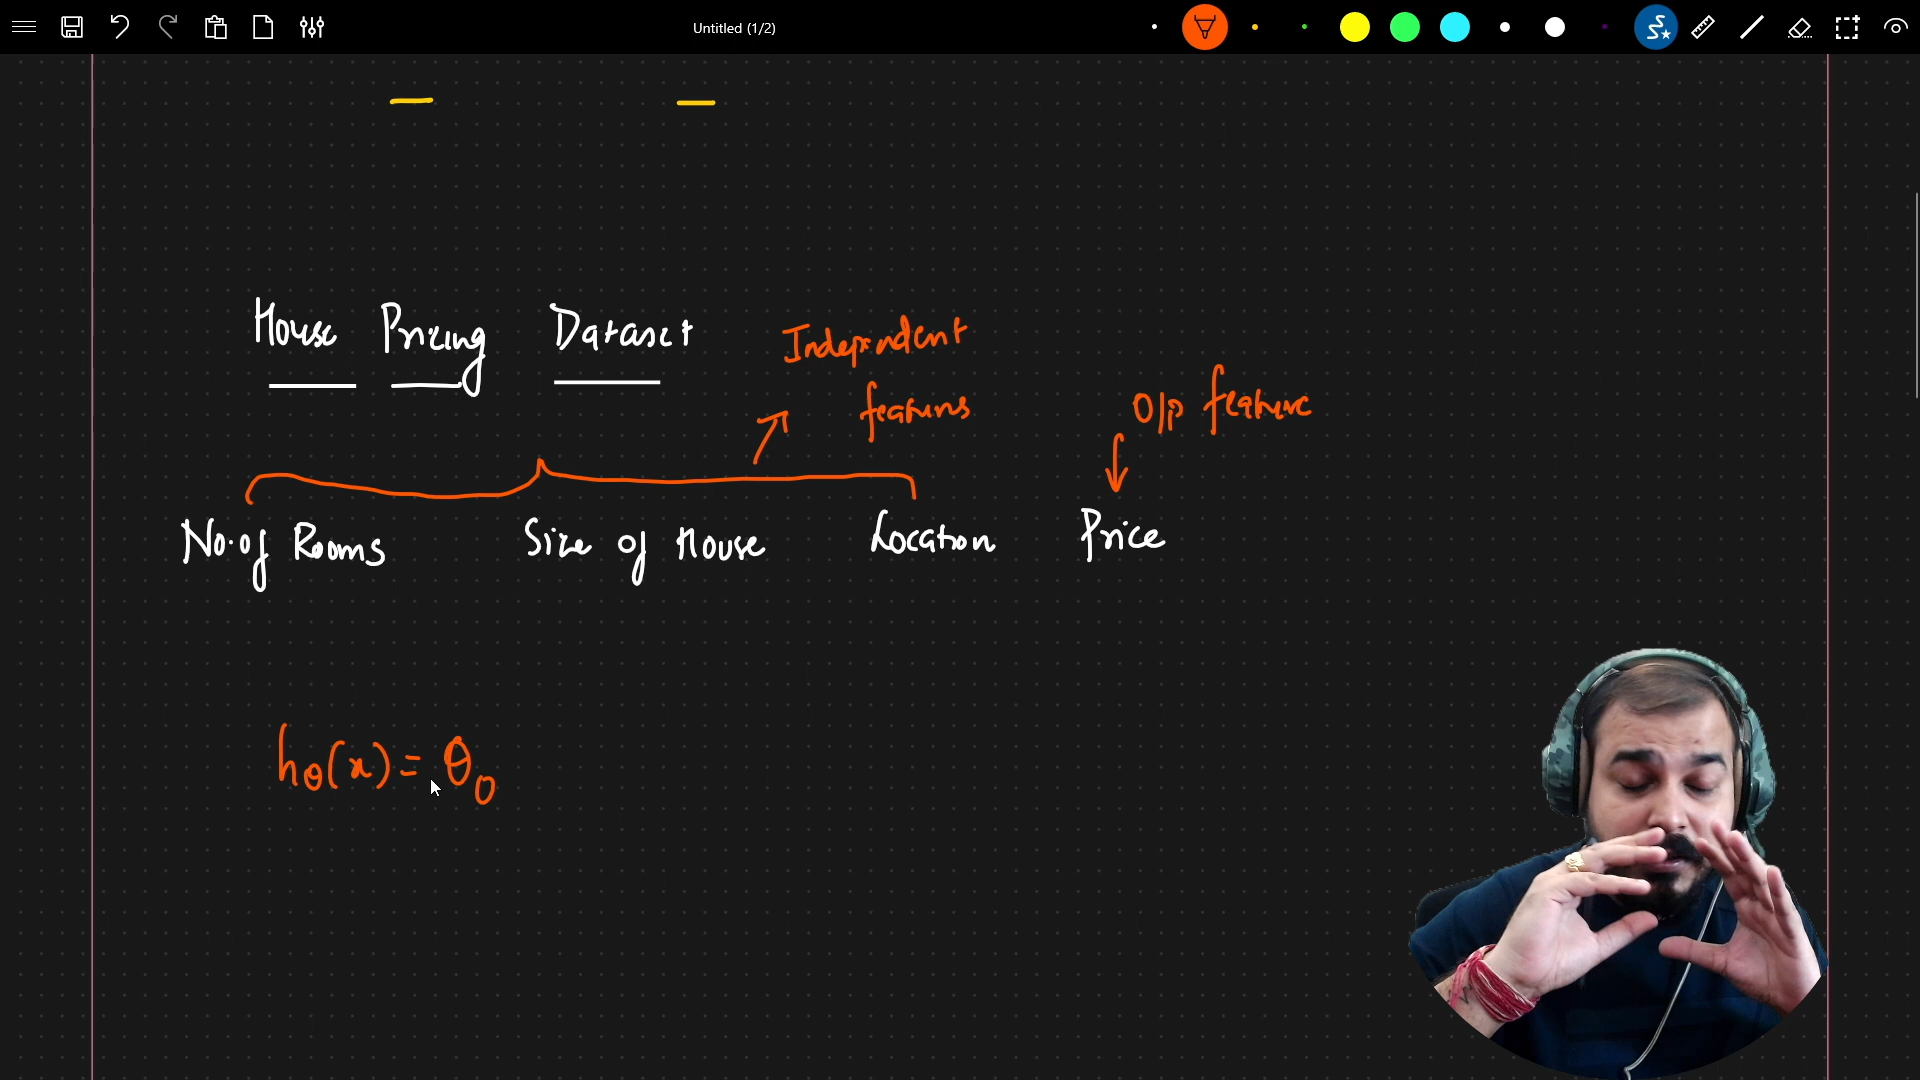 Untitled (1/2)
House Pricing Dataset
Independent
features
O/p feature
No. of Rooms Size of House Location Price
hθ(x) = θ0